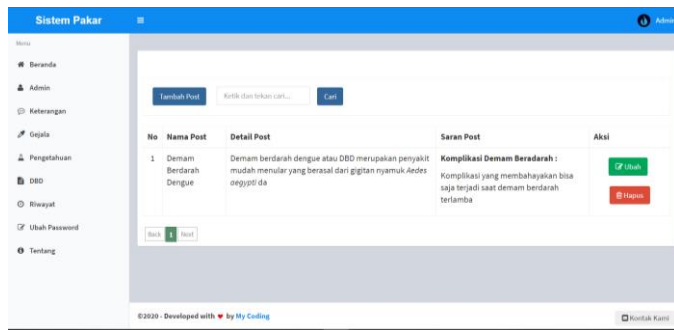 Sistem Pakar
Admin
Menu
Beranda
Admin
Keterangan
Gejala
Pengetahuan
DBD
Riwayat
Ubah Password
Tentang
Tambah Post
Ketik dan tekan cari...
Cari
No Nama Post Detail Post Saran Post Aksi
1 Demam Berdarah Dengue
Demam berdarah dengue atau DBD merupakan penyakit
mudah menular yang berasal dari gigitan nyamuk Aedes
aegypti da
Komplikasi Demam Beradarah :
Komplikasi yang membahayakan bisa
saja terjadi saat demam berdarah
terlamba
Ubah
Hapus
Back 1 Next
©2020 - Developed with ♥ by My Coding
Kontak Kami